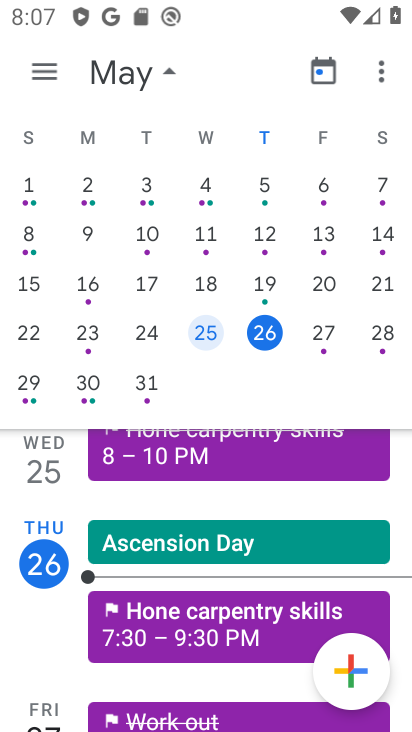 8:07
May
S M T W T F S
1 2 3 4 5 6 7
8 9 10 11 12 13 14
15 16 17 18 19 20 21
22 23 24 25 26 27 28
29 30 31
Home carpentry skills
WED
25
8 – 10 PM
THU
26
Ascension Day
Home carpentry skills
7:30 – 9:30 PM
FRI
27
Work out